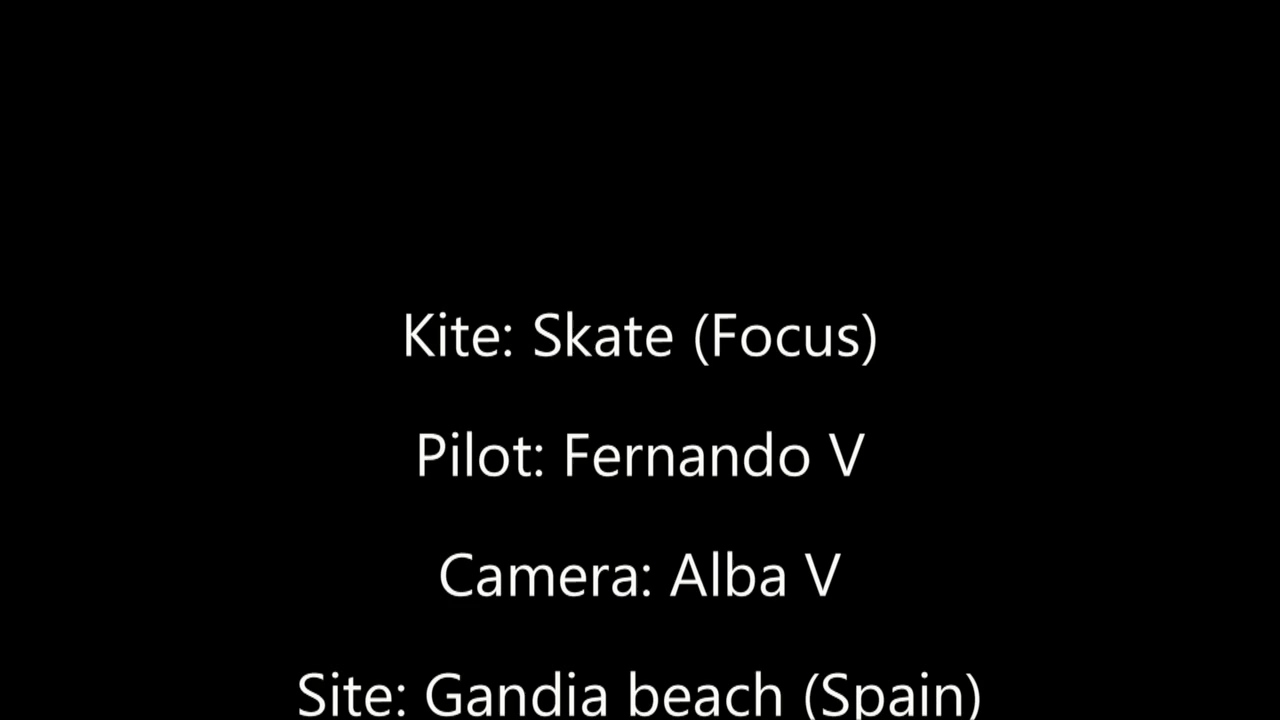 Kite: Skate (Focus)
Pilot: Fernando V
Camera: Alba V
Site: Gandia beach (Spain)